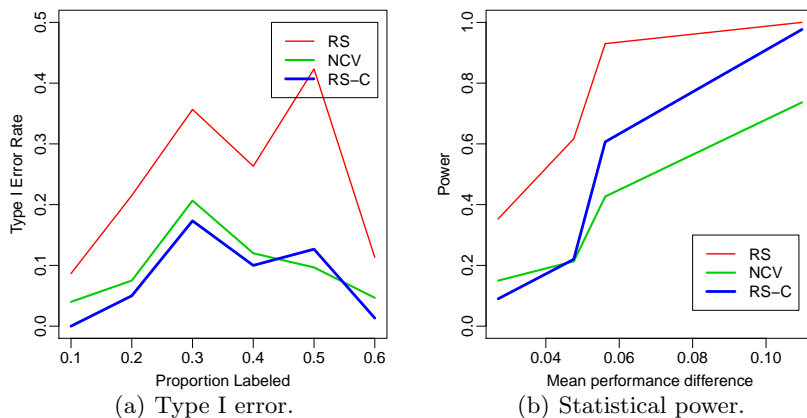 0.5
0.4
0.3
0.2
0.1
0.0
Type I Error Rate
RS
NCV
RS-C
0.1 0.2 0.3 0.4 0.5 0.6
Proportion Labeled
(a) Type I error.
1.0
0.8
0.6
0.4
0.2
0.0
Power
RS
NCV
RS-C
0.04 0.06 0.08 0.10
Mean performance difference
(b) Statistical power.